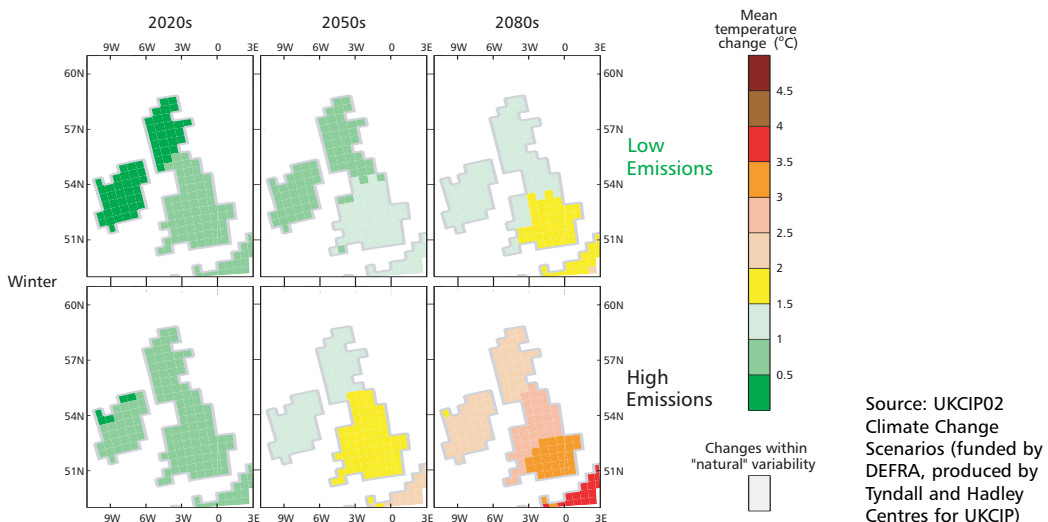 2020s 2050s 2080s
9W 6W 3W 0 3E 9W 6W 3W 0 3E 9W 6W 3W 0 3E
60N 60N
57N 57N
54N 54N
51N 51N
Low
Emissions
Winter
60N 60N
57N 57N
54N 54N
51N 51N
High
Emissions
9W 6W 3W 0 3E 9W 6W 3W 0 3E 9W 6W 3W 0 3E
Mean
temperature
change (°C)
4.5
4
3.5
3
2.5
2
1.5
1
0.5
Changes within
"natural" variability
Source: UKCIP02
Climate Change
Scenarios (funded by
DEFRA, produced by
Tyndall and Hadley
Centres for UKCIP)